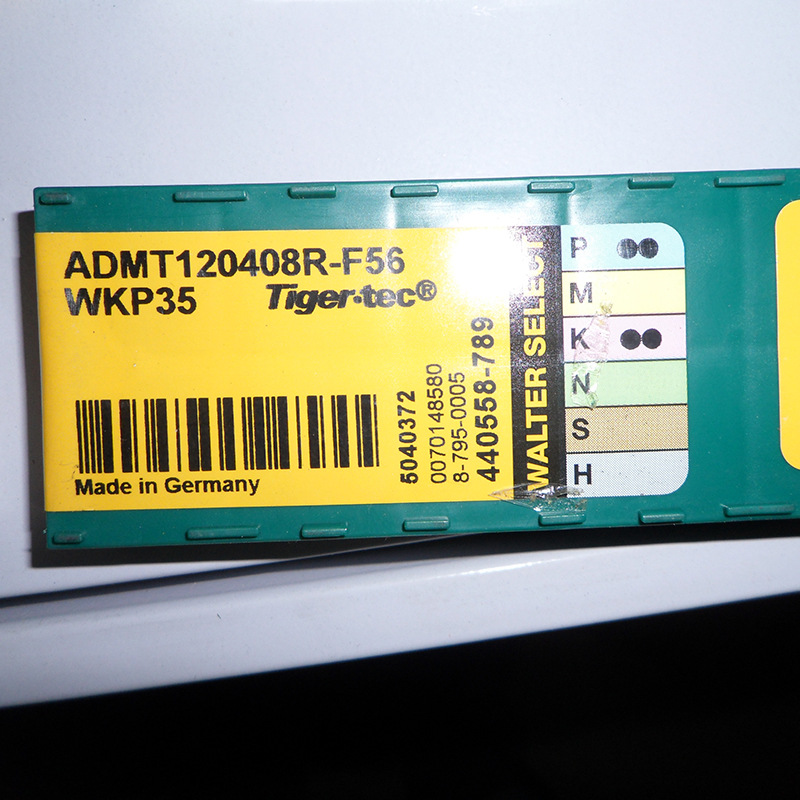 ADMT120408R-F56
WKP35 Tiger·tec®
Made in Germany
5040372
0070148580
8-795-0005
440558-789
WALTER SELECT
P
M
K
N
S
H